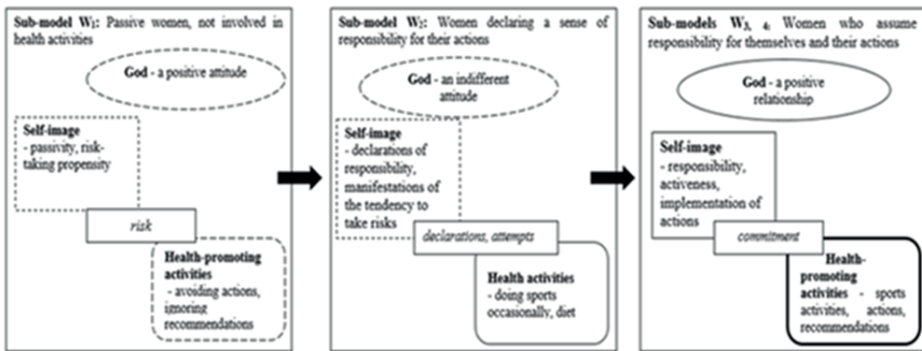 Sub-model W1: Passive women, not involved in
health activities
God - a positive attitude
Self-image
- passivity, risk-
taking propensity
risk
Health-promoting
activities
- avoiding actions,
ignoring
recommendations
Sub-model W2: Women declaring a sense of
responsibility for their actions
God - an indifferent
attitude
Self-image
- declarations of
responsibility,
manifestations of
the tendency to
take risks
declarations, attempts
Health activities
- doing sports
occasionally, diet
Sub-models W3, 4: Women who assume
responsibility for themselves and their actions
God - a positive
relationship
Self-image
- responsibility,
activeness,
implementation of
actions
commitment
Health-
promoting
activities - sports
activities, actions,
recommendations